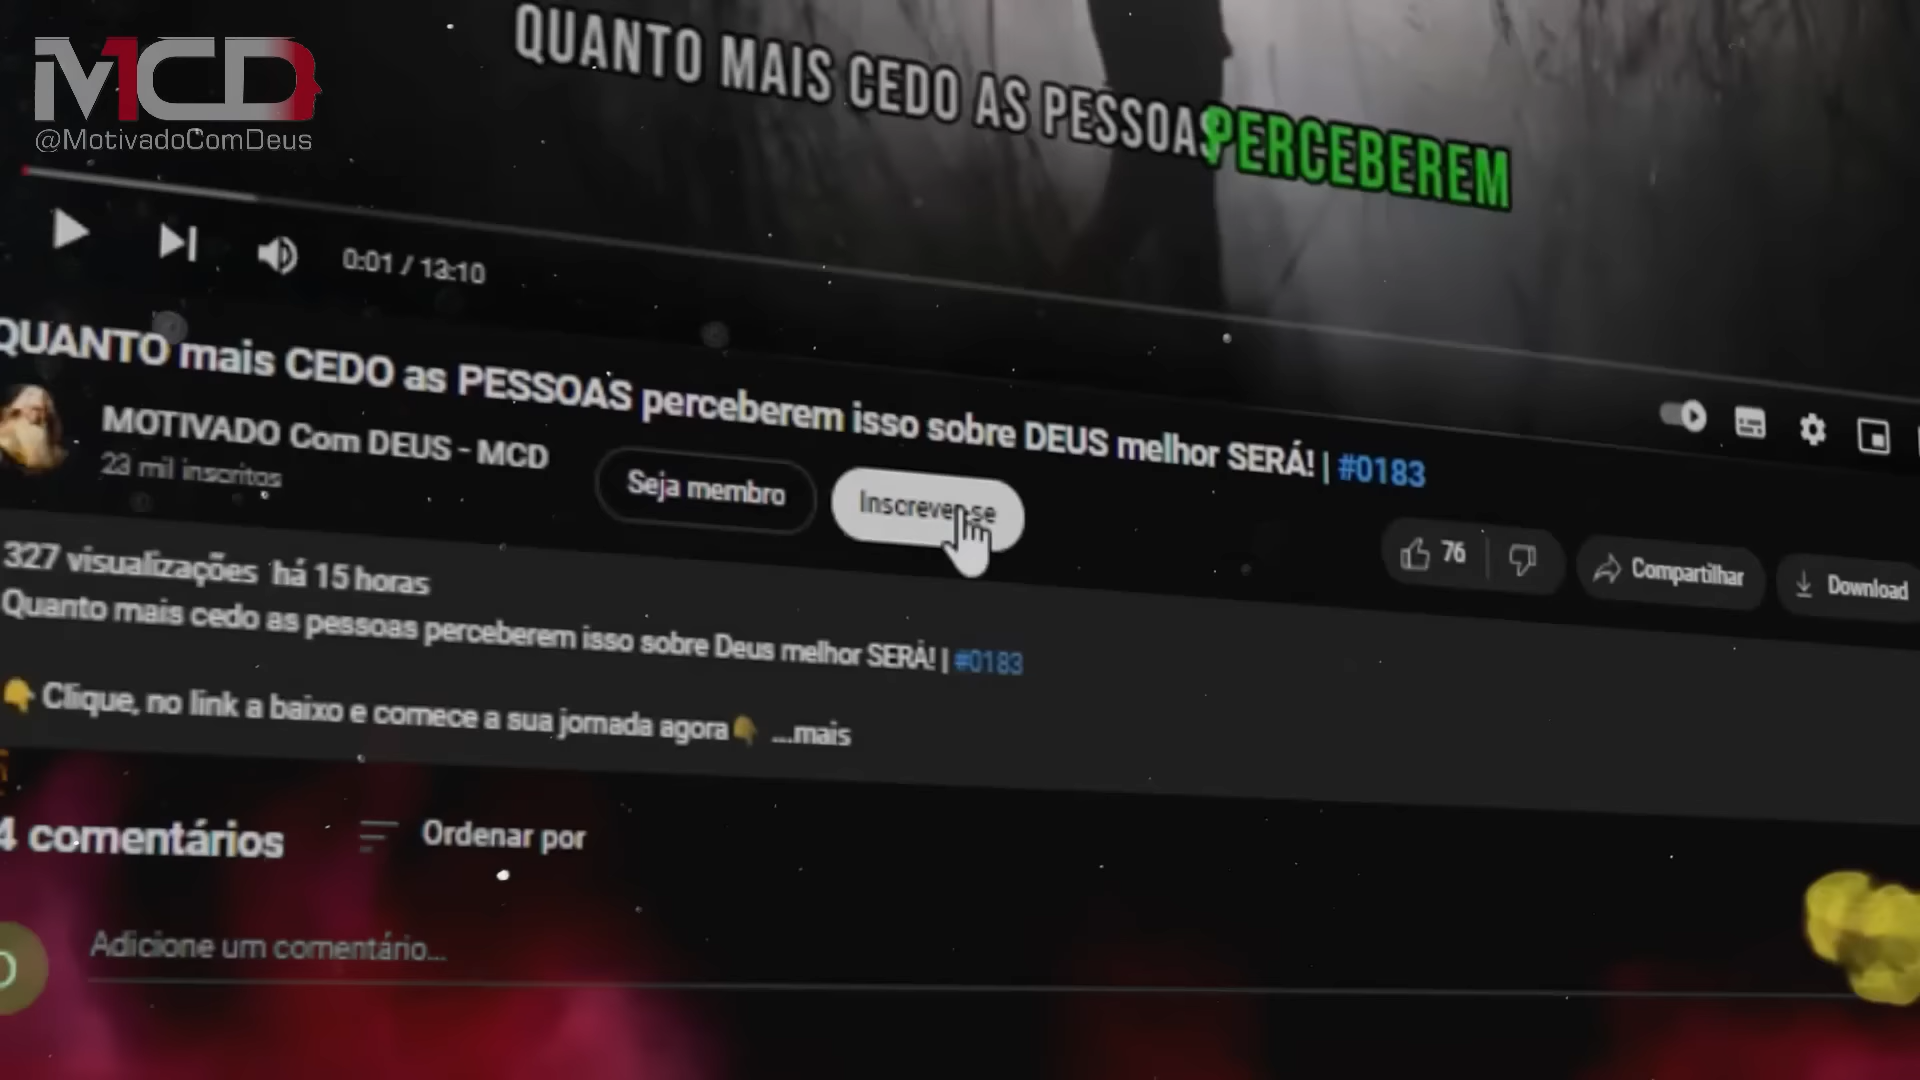 MCD
@MotivadoComDeus
QUANTO MAIS CEDO AS PESSOAS PERCEBEREM
0:01 / 13:10
QUANTO mais CEDO as PESSOAS perceberem isso sobre DEUS melhor SERÁ! | #0183
MOTIVADO Com DEUS - MCD
23 mil inscritos
Seja membro
Inscrever-se
76
Compartilhar
Download
327 visualizações há 15 horas
Quanto mais cedo as pessoas perceberem isso sobre Deus melhor SERÁ! | #0183
👇 Clique, no link a baixo e comece a sua jornada agora👇 ...mais
4 comentários
Ordenar por
Adicione um comentário...